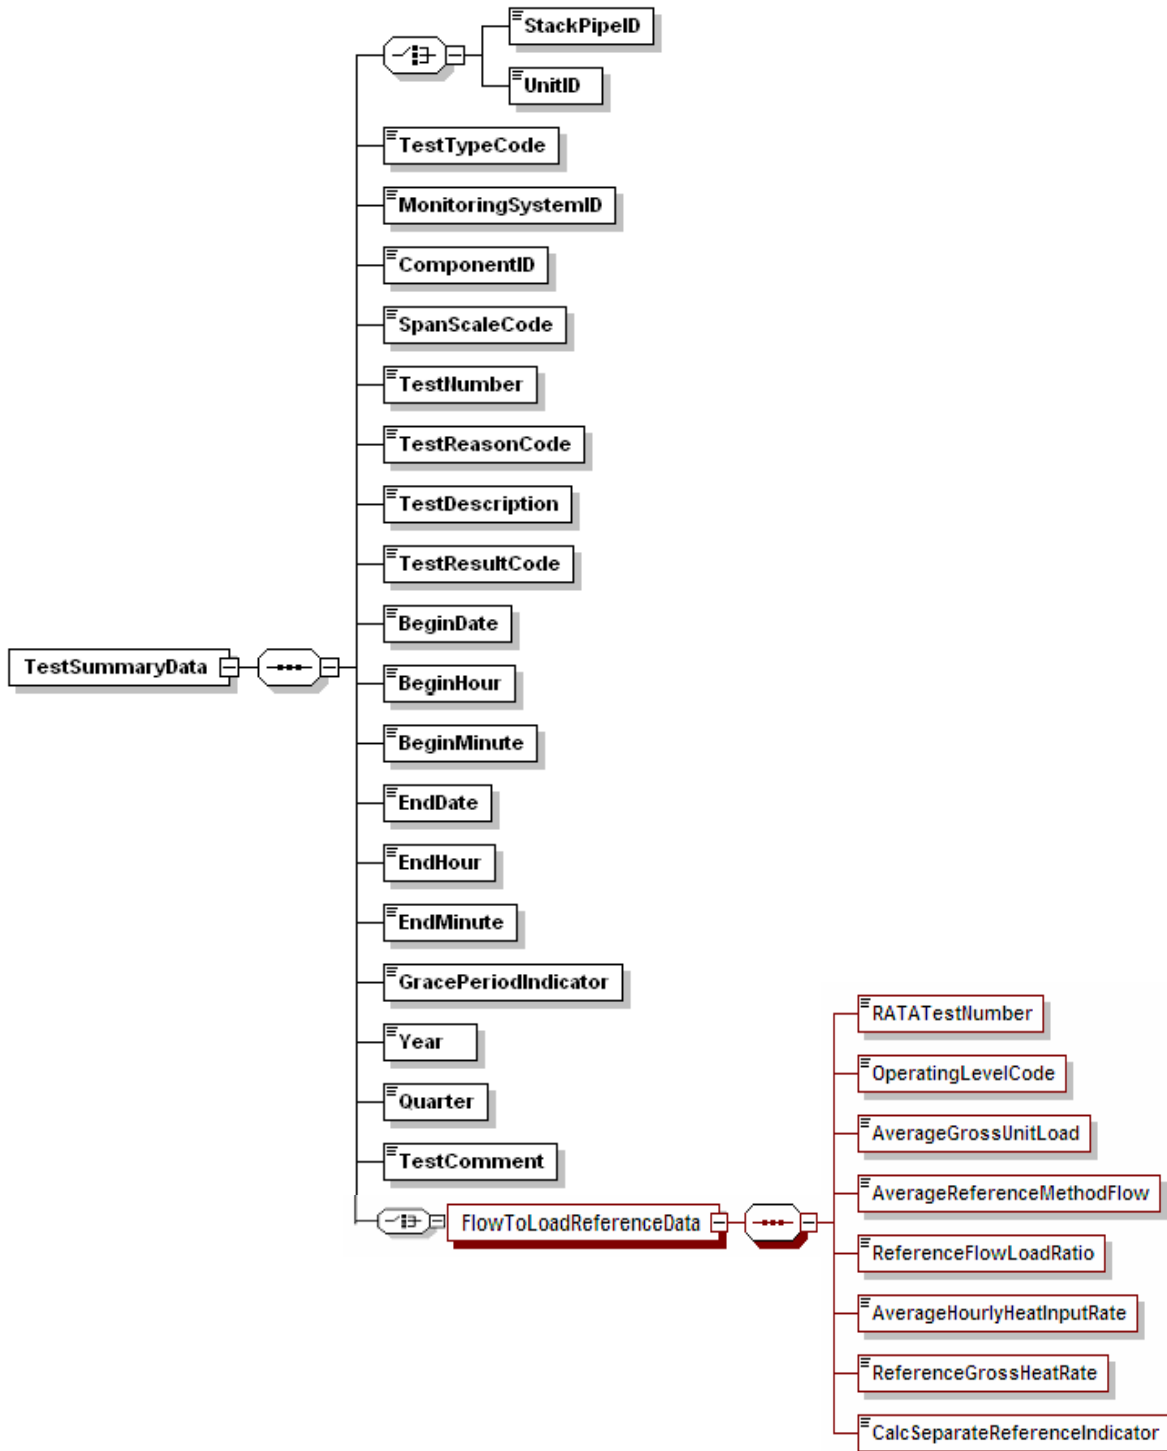 StackPipeID
UnitID
TestTypeCode
MonitoringSystemID
ComponentID
SpanScaleCode
TestNumber
TestReasonCode
TestDescription
TestResultCode
BeginDate
TestSummaryData
BeginHour
BeginMinute
EndDate
EndHour
EndMinute
GracePeriodIndicator
Year
Quarter
TestComment
FlowToLoadReferenceData
RATATestNumber
OperatingLevelCode
AverageGrossUnitLoad
AverageReferenceMethodFlow
ReferenceFlowLoadRatio
AverageHourlyHeatInputRate
ReferenceGrossHeatRate
CalcSeparateReferenceIndicator